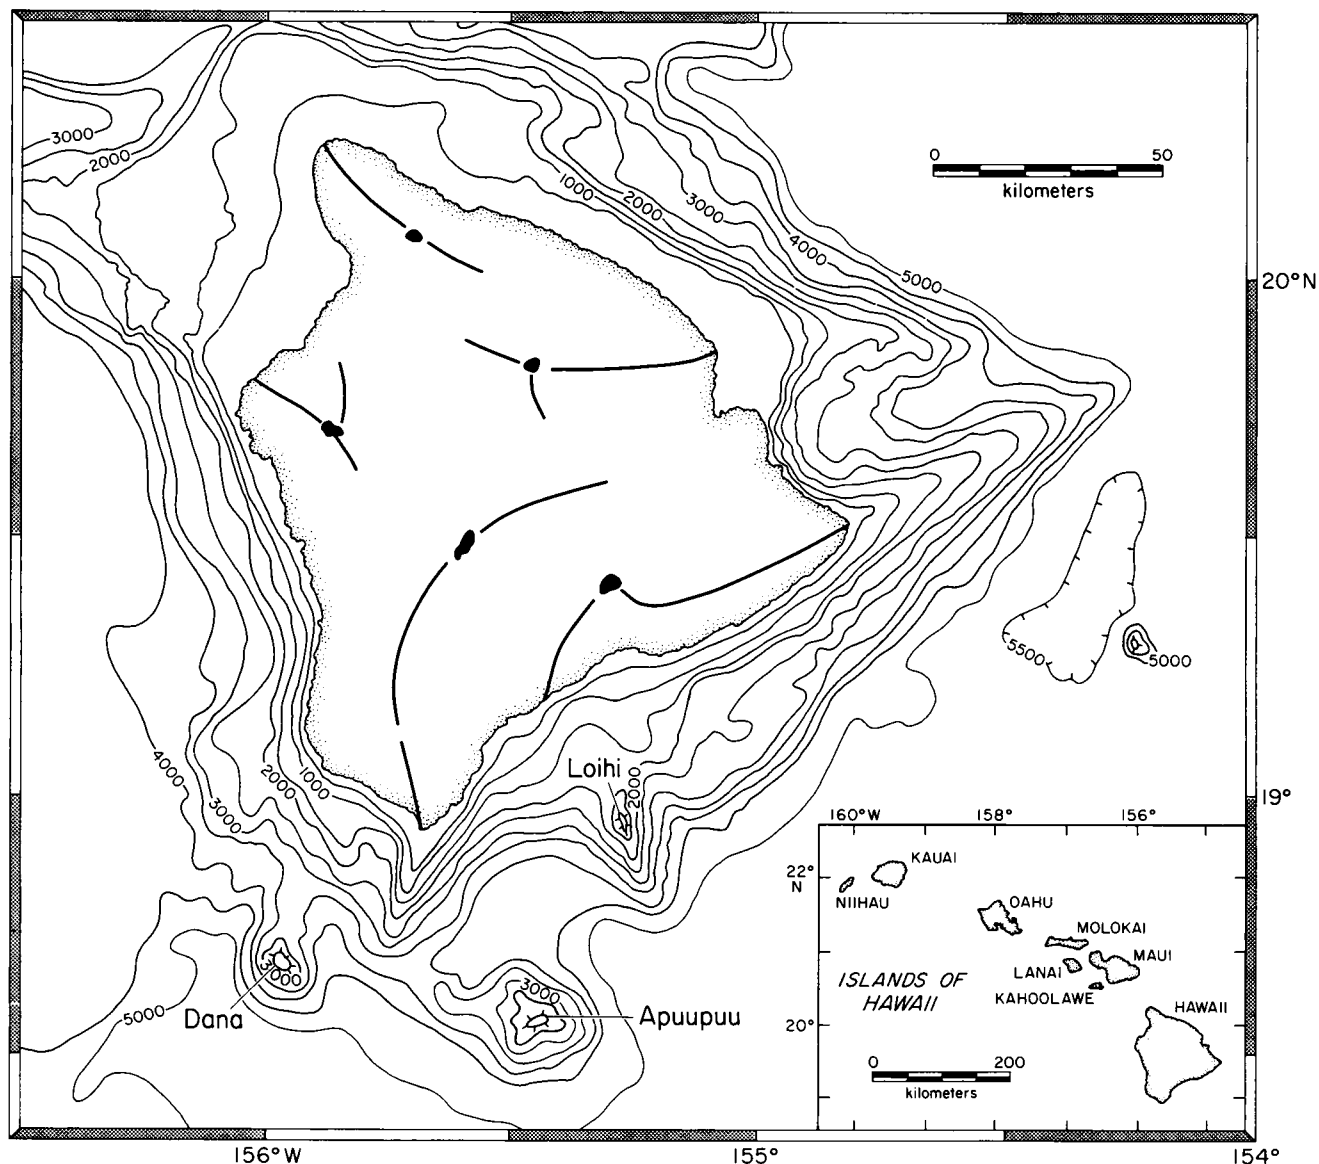 3000
2000
1000
2000
3000
4000
5000
0 50
kilometers
20°N
5500
5000
4000
3000
2000
1000
Loihi
2000
19°
3000
Dana
5000
3000
Apuupuu
160°W 158° 156°
22°
N
KAUAI
NIIHAU
OAHU
MOLOKAI
LANAI
MAUI
KAHOOLAWE
ISLANDS OF
HAWAII
HAWAII
20°
0 200
kilometers
156°W 155° 154°